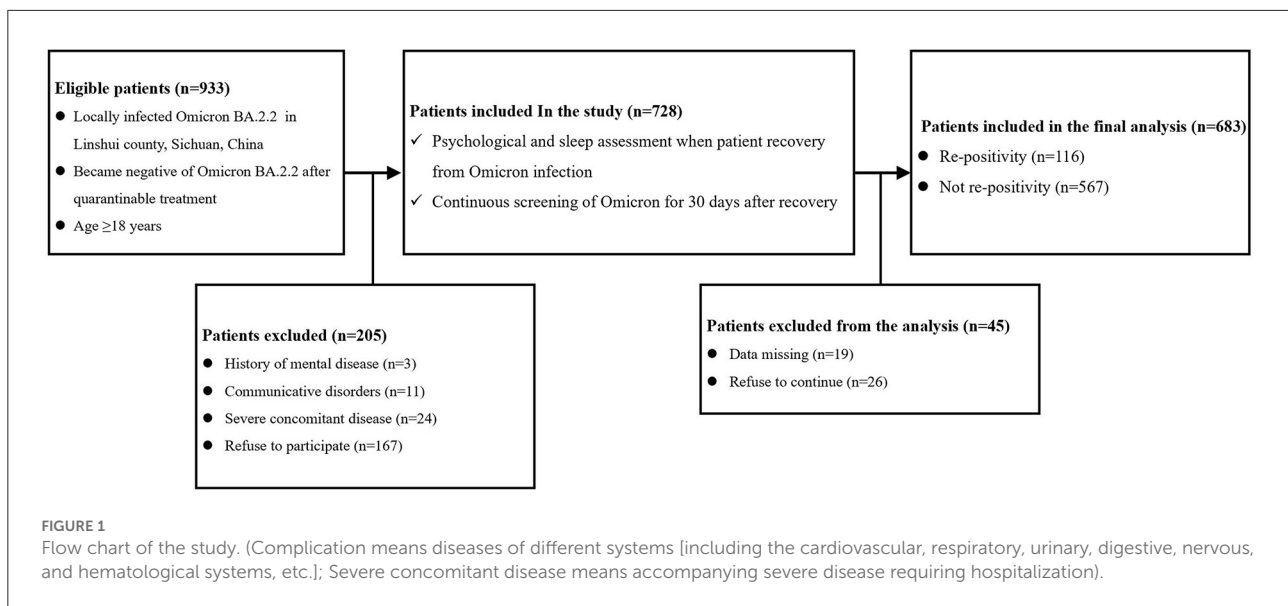 Eligible patients (n=933)
● Locally infected Omicron BA.2.2 in
Linshui county, Sichuan, China
● Became negative of Omicron BA.2.2 after
quarantinable treatment
● Age ≥18 years
Patients included In the study (n=728)
✓ Psychological and sleep assessment when patient recovery
from Omicron infection
✓ Continuous screening of Omicron for 30 days after recovery
Patients included in the final analysis (n=683)
● Re-positivity (n=116)
● Not re-positivity (n=567)
Patients excluded (n=205)
● History of mental disease (n=3)
● Communicative disorders (n=11)
● Severe concomitant disease (n=24)
● Refuse to participate (n=167)
Patients excluded from the analysis (n=45)
● Data missing (n=19)
● Refuse to continue (n=26)
FIGURE 1
Flow chart of the study. (Complication means diseases of different systems [including the cardiovascular, respiratory, urinary, digestive, nervous,
and hematological systems, etc.]; Severe concomitant disease means accompanying severe disease requiring hospitalization).